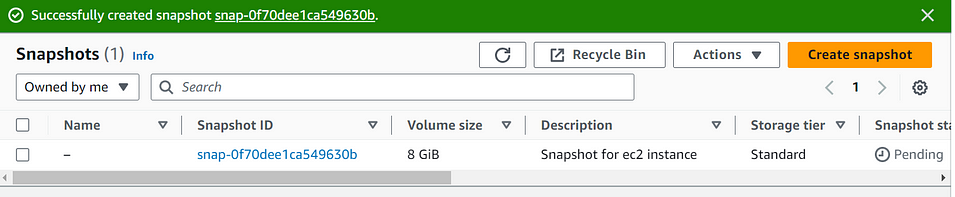 Successfully created snapshot snap-0f70dee1ca549630b.
Snapshots (1) Info Recycle Bin Actions Create snapshot
Owned by me Search 1
Name Snapshot ID Volume size Description Storage tier Snapshot sta
– snap-0f70dee1ca549630b 8 GiB Snapshot for ec2 instance Standard Pending